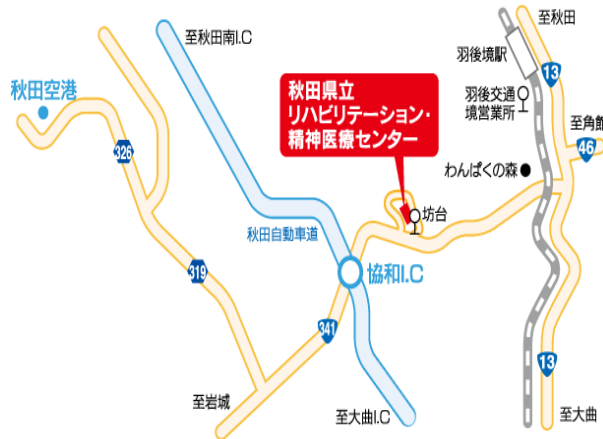 至秋田南I.C
至秋田
羽後境駅
13
秋田空港
秋田県立
リハビリテーション・
精神医療センター
羽後交通
境営業所
至角館
46
326
わんぱくの森
坊台
秋田自動車道
協和I.C
319
341
13
至岩城
至大曲I.C
至大曲